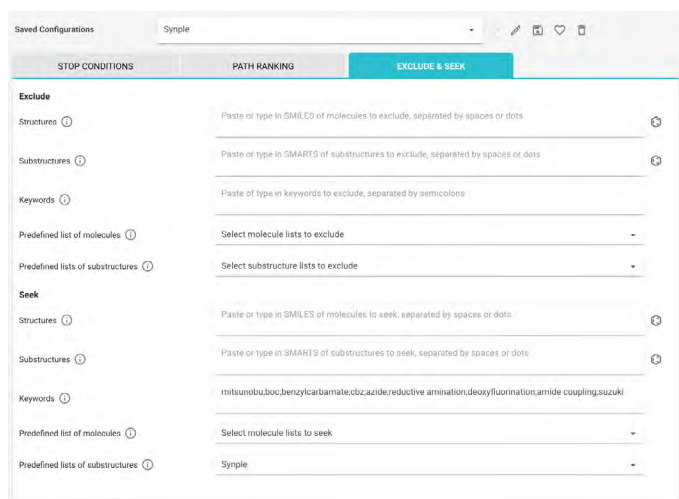 Saved Configurations Synple
STOP CONDITIONS PATH RANKING EXCLUDE & SEEK
Exclude
Structures Paste or type in SMILES of molecules to exclude, separated by spaces or dots
Substructures Paste or type in SMARTS of substructures to exclude, separated by spaces or dots
Keywords Paste of type in keywords to exclude, separated by semicolons
Predefined list of molecules Select molecule lists to exclude
Predefined lists of substructures Select substructure lists to exclude
Seek
Structures Paste or type in SMILES of molecules to seek, separated by spaces or dots
Substructures Paste or type in SMARTS of substructures to seek, separated by spaces or dots
Keywords mitsunobu;boc;benzylcarbamate;cbz;azide;reductive amination;deoxyfluorination;amide coupling;suzuki
Predefined list of molecules Select molecule lists to seek
Predefined lists of substructures Synple